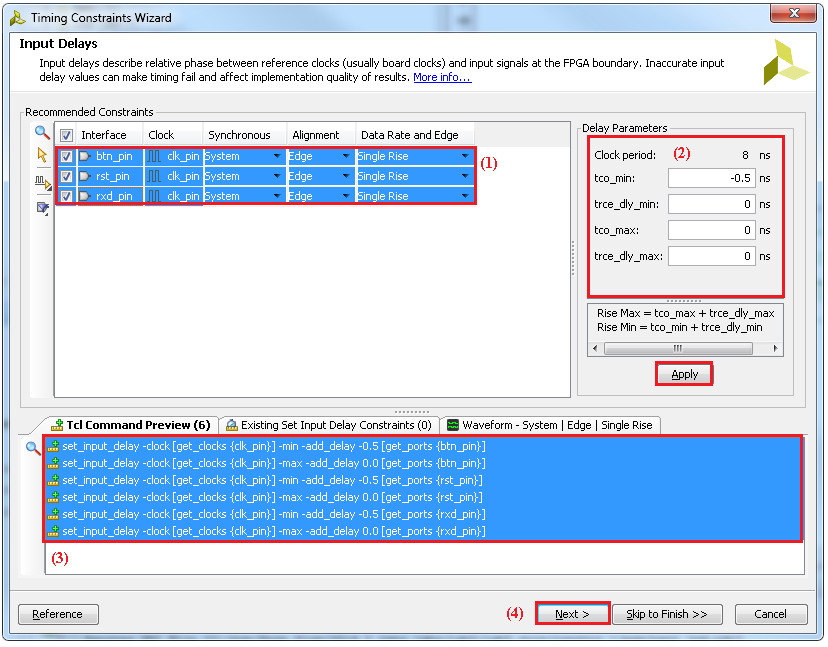 Timing Constraints Wizard
Input Delays
Input delays describe relative phase between reference clocks (usually board clocks) and input signals at the FPGA boundary. Inaccurate input
delay values can make timing fail and affect implementation quality of results. More info...
Recommended Constraints
Interface Clock Synchronous Alignment Data Rate and Edge
btn_pin clk_pin System Edge Single Rise
rst_pin clk_pin System Edge Single Rise
rxd_pin clk_pin System Edge Single Rise
(1)
Delay Parameters
Clock period: (2) 8 ns
tco_min: -0.5 ns
trce_dly_min: 0 ns
tco_max: 0 ns
trce_dly_max: 0 ns
Rise Max = tco_max + trce_dly_max
Rise Min = tco_min + trce_dly_min
Apply
Tcl Command Preview (6) Existing Set Input Delay Constraints (0) Waveform - System | Edge | Single Rise
set_input_delay -clock [get_clocks {clk_pin}] -min -add_delay -0.5 [get_ports {btn_pin}]
set_input_delay -clock [get_clocks {clk_pin}] -max -add_delay 0.0 [get_ports {btn_pin}]
set_input_delay -clock [get_clocks {clk_pin}] -min -add_delay -0.5 [get_ports {rst_pin}]
set_input_delay -clock [get_clocks {clk_pin}] -max -add_delay 0.0 [get_ports {rst_pin}]
set_input_delay -clock [get_clocks {clk_pin}] -min -add_delay -0.5 [get_ports {rxd_pin}]
set_input_delay -clock [get_clocks {clk_pin}] -max -add_delay 0.0 [get_ports {rxd_pin}]
(3)
Reference (4) Next > Skip to Finish >> Cancel